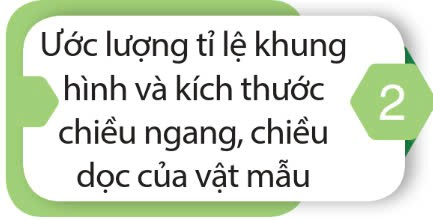 Ước lượng tỉ lệ khung
hình và kích thước
chiều ngang, chiều
dọc của vật mẫu
2